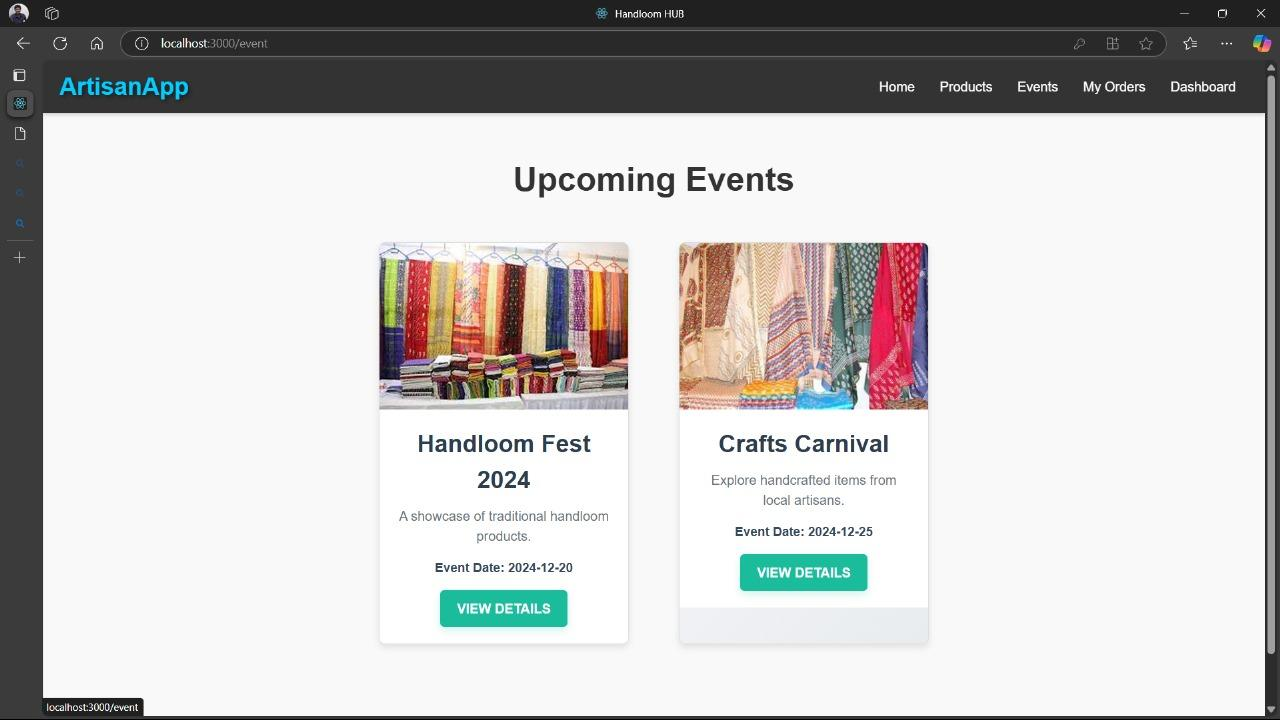 Handloom HUB
localhost:3000/event
ArtisanApp
Home Products Events My Orders Dashboard
Upcoming Events
Handloom Fest
2024
A showcase of traditional handloom
products.
Event Date: 2024-12-20
VIEW DETAILS
Crafts Carnival
Explore handcrafted items from
local artisans.
Event Date: 2024-12-25
VIEW DETAILS
localhost:3000/event